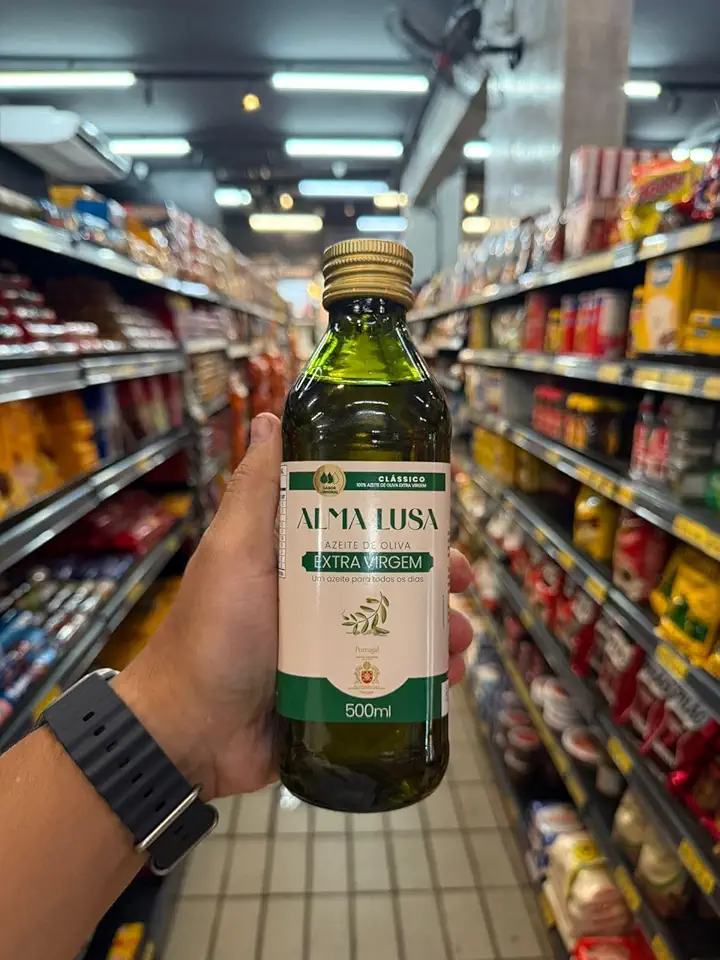 CLÁSSICO
100% AZEITE DE OLIVA EXTRA VIRGEM
ALMA LUSA
AZEITE DE OLIVA
EXTRA VIRGEM
Um azeite para todos os dias
Portugal
500ml